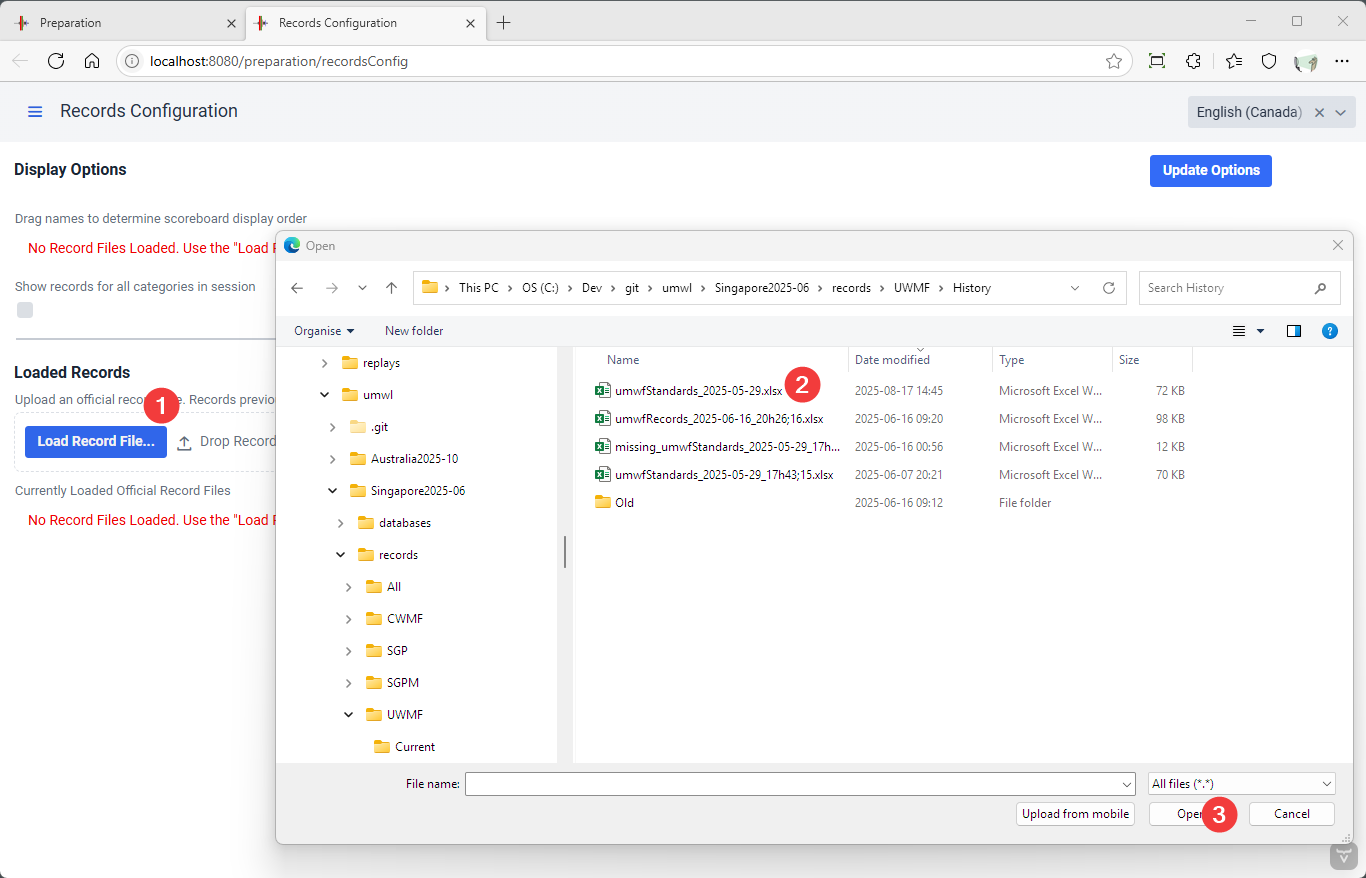 Preparation
Records Configuration
localhost:8080/preparation/recordsConfig
Records Configuration
English (Canada)
Display Options
Update Options
Drag names to determine scoreboard display order
No Record Files Loaded. Use the "Load
Show records for all categories in session
Loaded Records
Upload an official
Records
1
Load Record File...
Drop Record
Currently Loaded Official Record Files
No Record Files Loaded. Use the "Load
Open
This PC
OS (C:)
Dev
git
umwl
Singapore2025-06
records
UWMF
History
Search History
Organise
New folder
replays
umwl
.git
Australia2025-10
Singapore2025-06
databases
records
All
CWMF
SGP
SGPM
UWMF
Current
Name Date modified Type Size
umwfStandards_2025-05-29.xlsx 2025-08-17 14:45 Microsoft Excel W... 72 KB
2
umwfRecords_2025-06-16_20h26;16.xlsx 2025-06-16 09:20 Microsoft Excel W... 98 KB
missing_umwfStandards_2025-05-29_17h... 2025-06-16 00:56 Microsoft Excel W... 12 KB
umwfStandards_2025-05-29_17h43;15.xlsx 2025-06-07 20:21 Microsoft Excel W... 70 KB
Old 2025-06-16 09:12 File folder
File name:
All files (*.*)
Upload from mobile
Open
3
Cancel